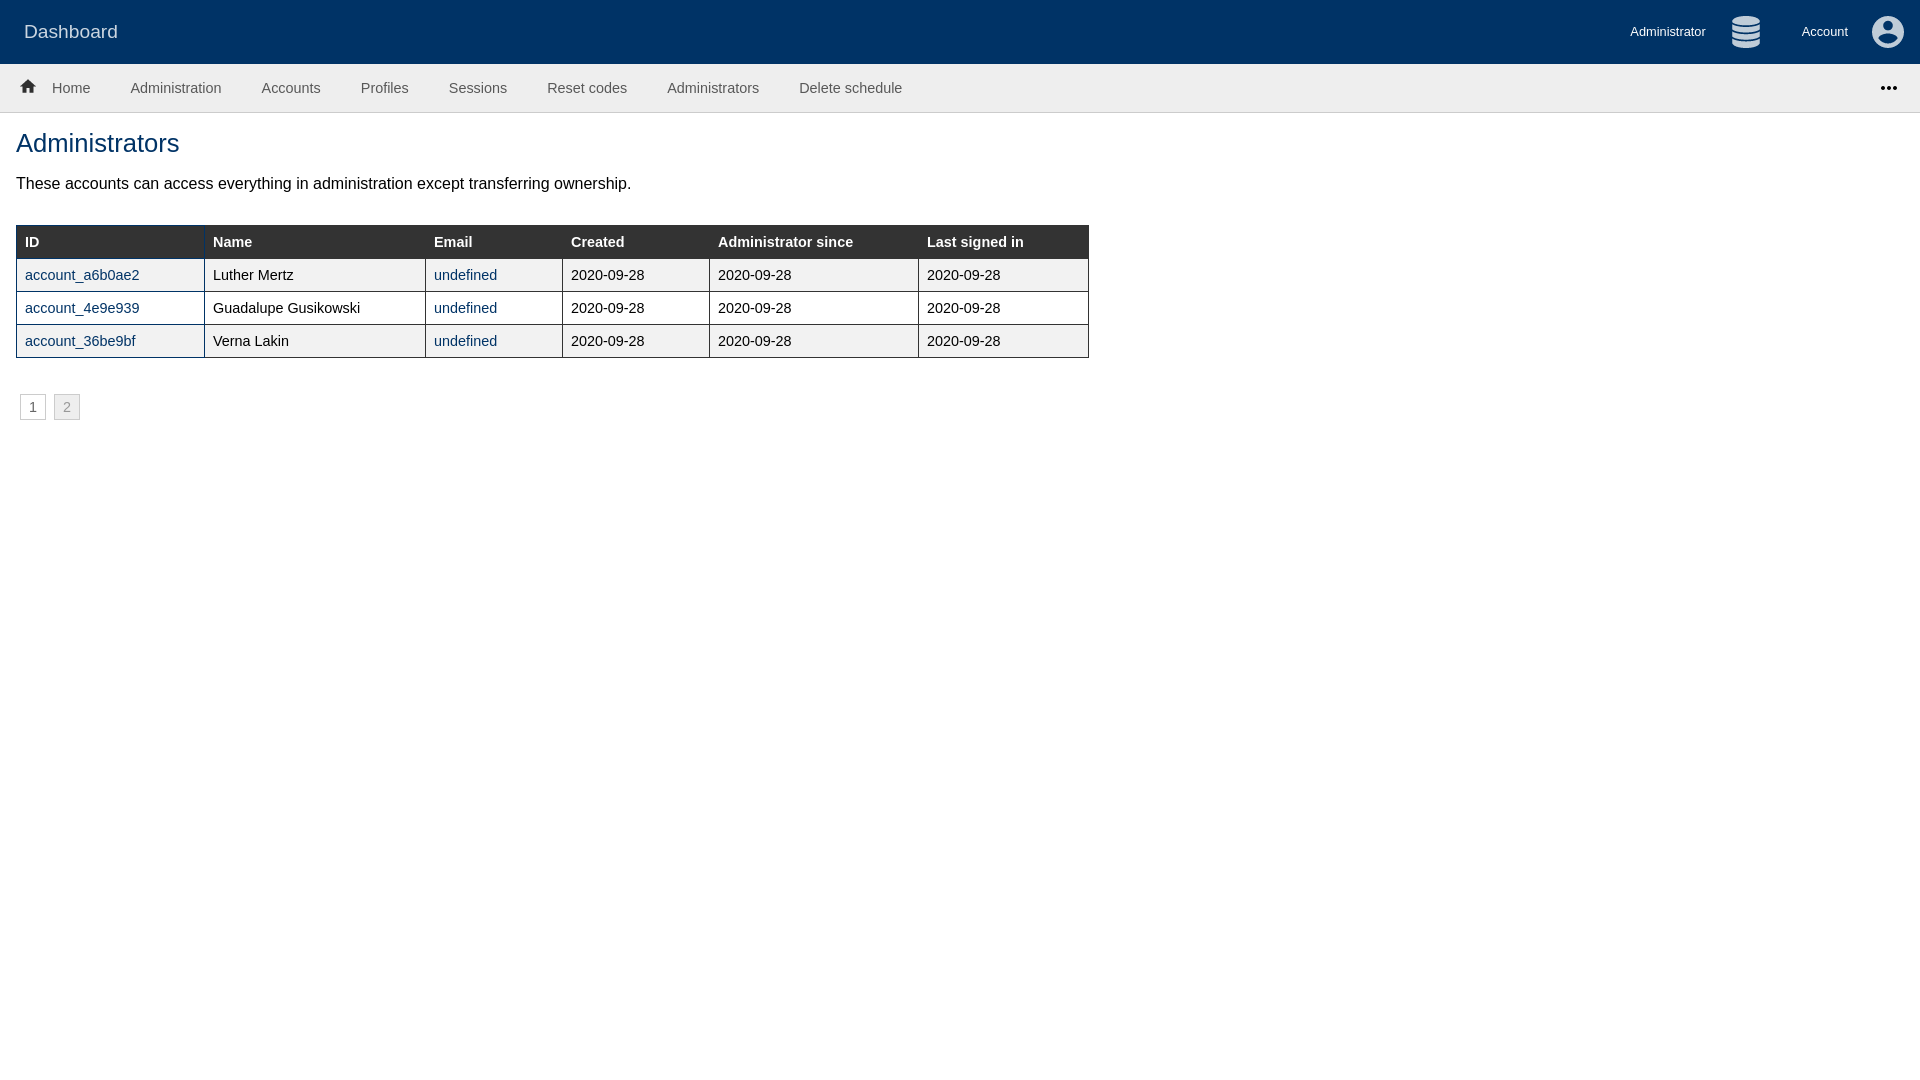 Dashboard Administrator Account
Home Administration Accounts Profiles Sessions Reset codes Administrators Delete schedule
Administrators
These accounts can access everything in administration except transferring ownership.
ID Name Email Created Administrator since Last signed in
account_a6b0ae2 Luther Mertz undefined 2020-09-28 2020-09-28 2020-09-28
account_4e9e939 Guadalupe Gusikowski undefined 2020-09-28 2020-09-28 2020-09-28
account_36be9bf Verna Lakin undefined 2020-09-28 2020-09-28 2020-09-28
1 2